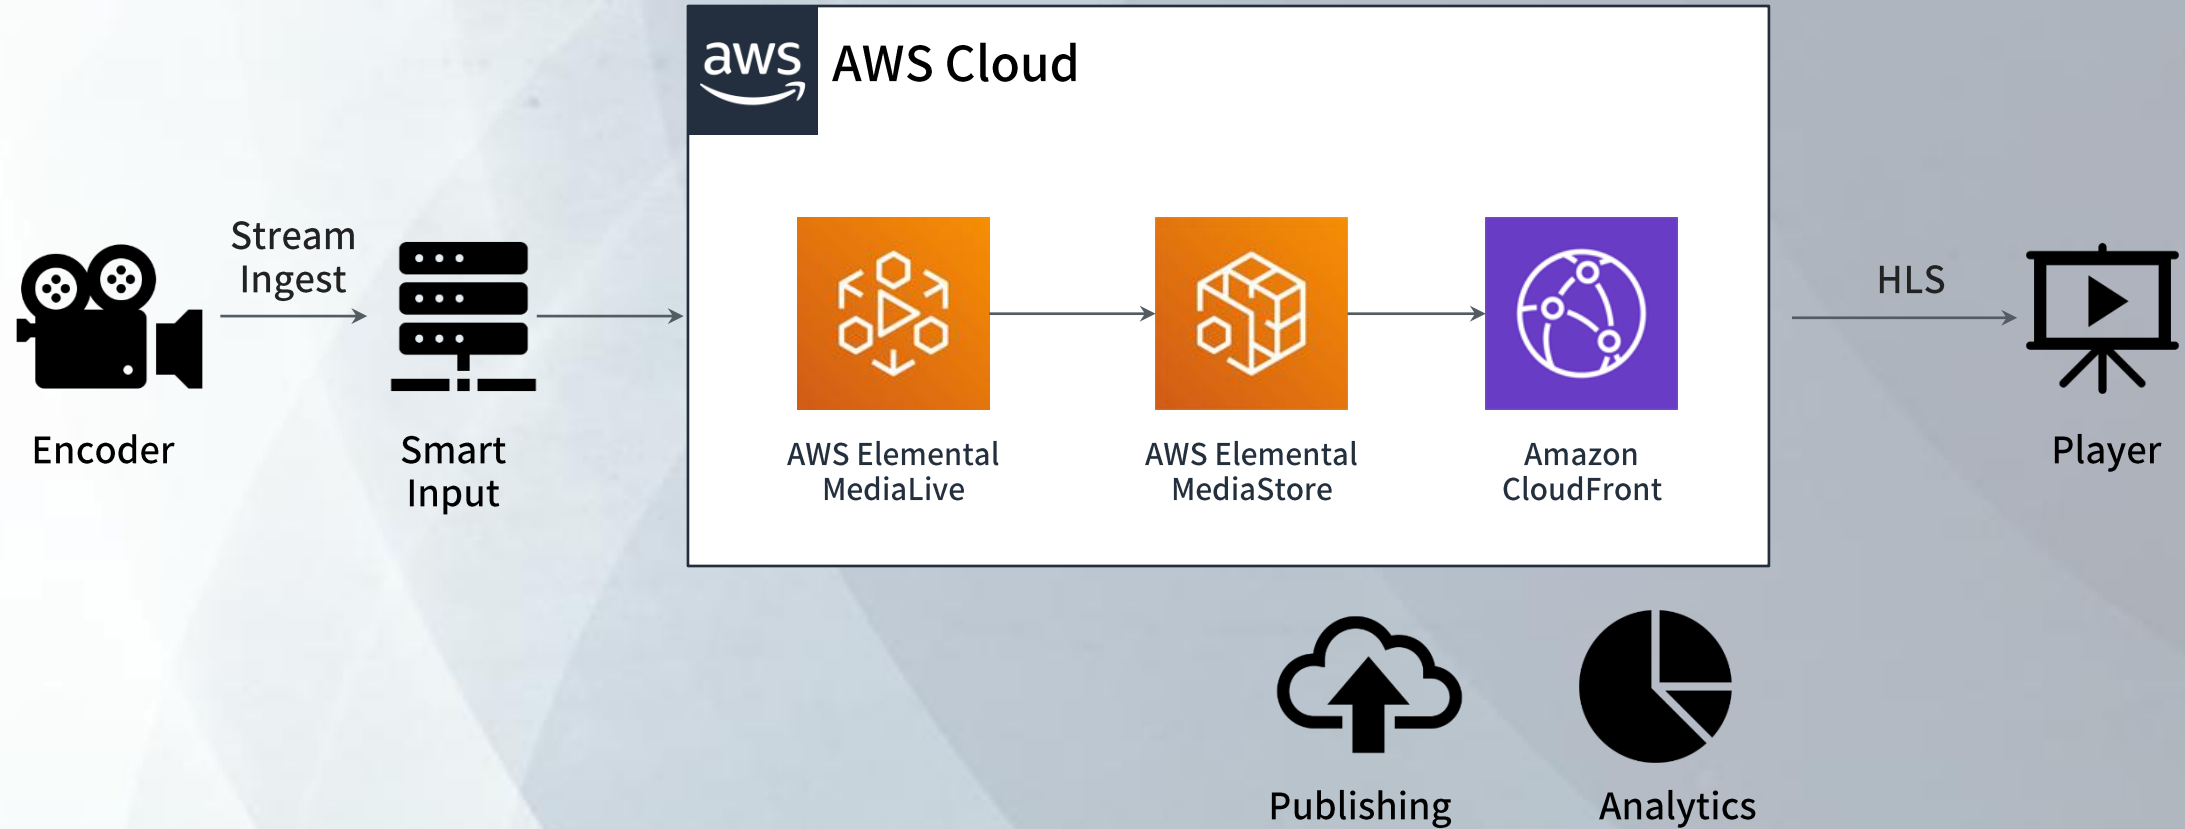 aws
AWS Cloud
Stream
Ingest
HLS
Encoder
Smart
Input
AWS Elemental
MediaLive
AWS Elemental
MediaStore
Amazon
CloudFront
Player
Publishing
Analytics